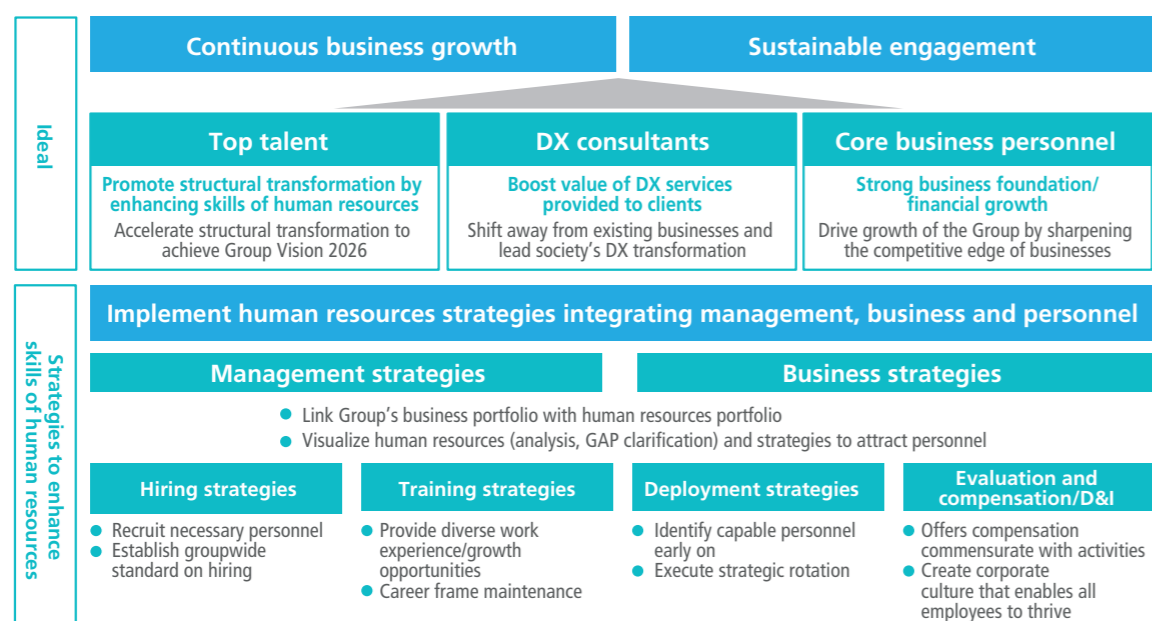 Ideal
Continuous business growth
Sustainable engagement
Top talent
Promote structural transformation by
enhancing skills of human resources
Accelerate structural transformation to
achieve Group Vision 2026
DX consultants
Boost value of DX services
provided to clients
Shift away from existing businesses and
lead society's DX transformation
Core business personnel
Strong business foundation/
financial growth
Drive growth of the Group by sharpening
the competitive edge of businesses
Strategies to enhance
skills of human resources
Implement human resources strategies integrating management, business and personnel
Management strategies
Business strategies
● Link Group's business portfolio with human resources portfolio
● Visualize human resources (analysis, GAP clarification) and strategies to attract personnel
Hiring strategies
● Recruit necessary personnel
● Establish groupwide
standard on hiring
Training strategies
● Provide diverse work
experience/growth
opportunities
● Career frame maintenance
Deployment strategies
● Identify capable personnel
early on
● Execute strategic rotation
Evaluation and
compensation/D&I
● Offers compensation
commensurate with activities
● Create corporate
culture that enables all
employees to thrive